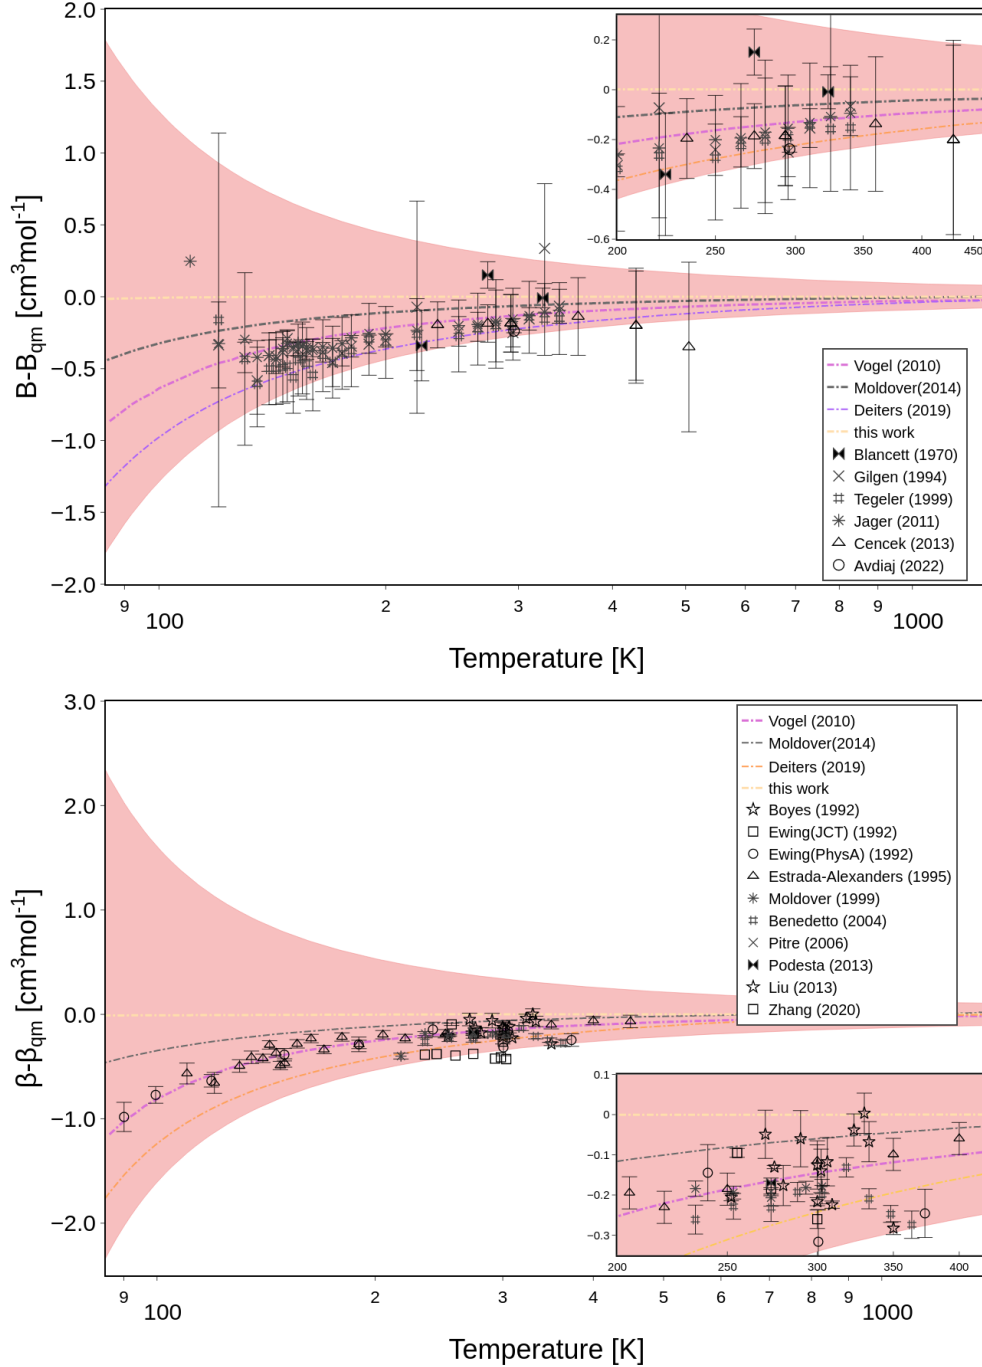 2.0
1.5
1.0
0.5
0.0
−0.5
−1.0
−1.5
−2.0
B-Bqm [cm³mol⁻¹]
0.2
0
−0.2
−0.4
−0.6
200 250 300 350 400 450
Vogel (2010)
Moldover(2014)
Deiters (2019)
this work
Blancett (1970)
Gilgen (1994)
Tegeler (1999)
Jager (2011)
Cencek (2013)
Avdiaj (2022)
9 2 3 4 5 6 7 8 9
100 1000
Temperature [K]
3.0
2.0
1.0
0.0
−1.0
−2.0
β-βqm [cm³mol⁻¹]
Vogel (2010)
Moldover(2014)
Deiters (2019)
this work
Boyes (1992)
Ewing(JCT) (1992)
Ewing(PhysA) (1992)
Estrada-Alexanders (1995)
Moldover (1999)
Benedetto (2004)
Pitre (2006)
Podesta (2013)
Liu (2013)
Zhang (2020)
0.1
0
−0.1
−0.2
−0.3
200 250 300 350 400
9 2 3 4 5 6 7 8 9
100 1000
Temperature [K]